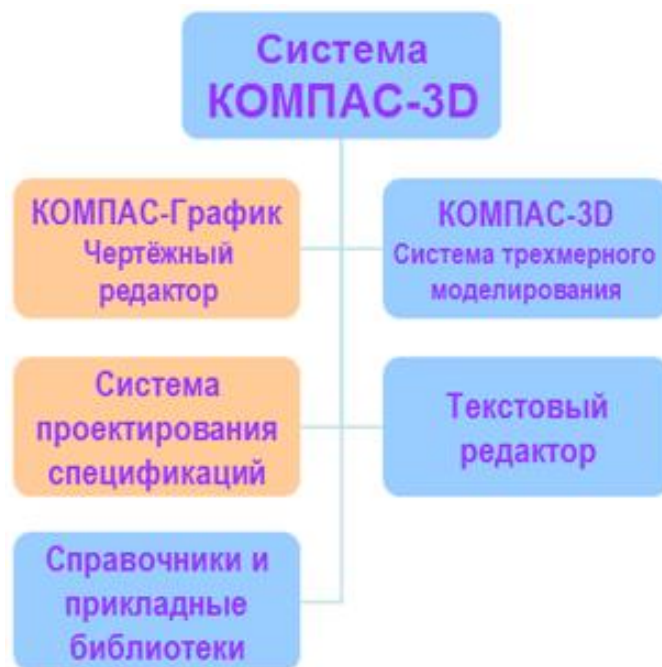 Система
КОМПАС-3D
КОМПАС-График
Чертёжный
редактор
КОМПАС-3D
Система трехмерного
моделирования
Система
проектирования
спецификаций
Текстовый
редактор
Справочники и
прикладные
библиотеки